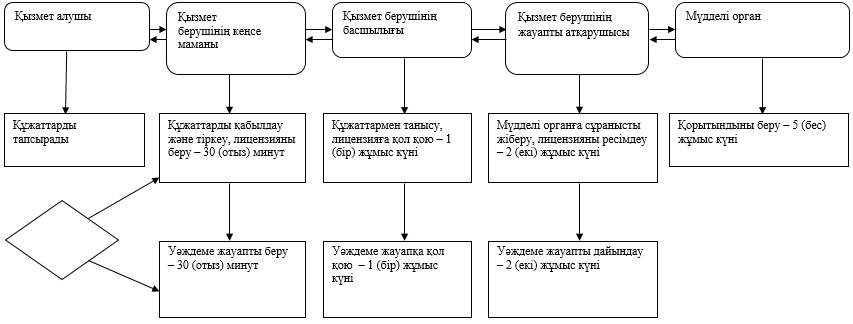 Қызмет алушы
Қызмет
берушінің кеңсе
маманы
Қызмет берушінің
басшылығы
Қызмет берушінің
жауапты атқарушысы
Мүдделі орган
Құжаттарды
тапсырады
Құжаттарды қабылдау
және тіркеу, лицензияны
беру – 30 (отыз) минут
Құжаттармен танысу,
лицензияға қол қою – 1
(бір) жұмыс күні
Мүдделі органға сұранысты
жіберу, лицензияны ресімдеу
– 2 (екі) жұмыс күні
Қорытындыны беру – 5 (бес)
жұмыс күні
Уәждеме жауапты беру
– 30 (отыз) минут
Уәждеме жауапқа қол
қою – 1 (бір) жұмыс
күні
Уәждеме жауапты дайындау
– 2 (екі) жұмыс күні